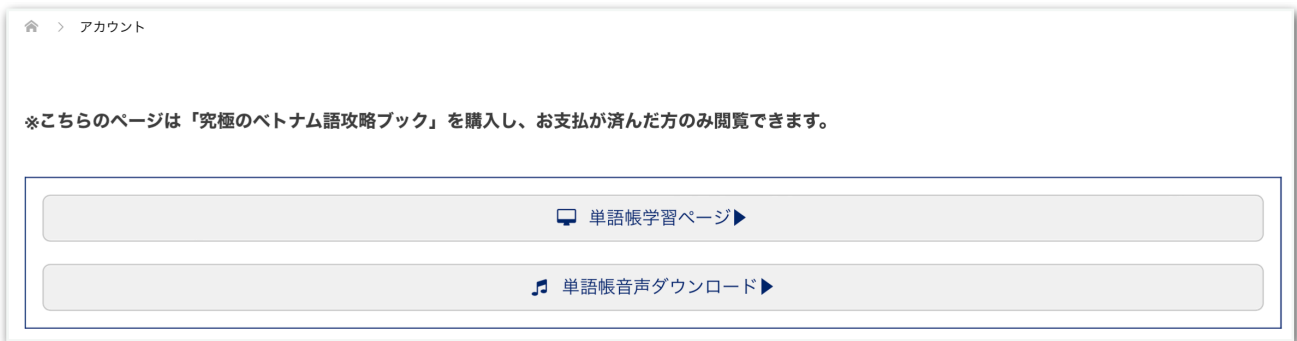 アカウント
※こちらのページは「究極のベトナム語攻略ブック」を購入し、お支払が済んだ方のみ閲覧できます。
単語帳学習ページ▶
単語帳音声ダウンロード▶